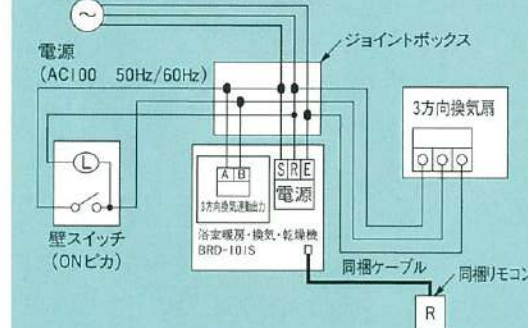 電源
(AC100 50Hz/60Hz)
ジョイントボックス
3方向換気扇
L
A B
3方向換気連動出力
S R E
電源
浴室暖房・換気・乾燥機
BRD-101S
壁スイッチ
(ONピカ)
同梱ケーブル
同梱リモコン
R